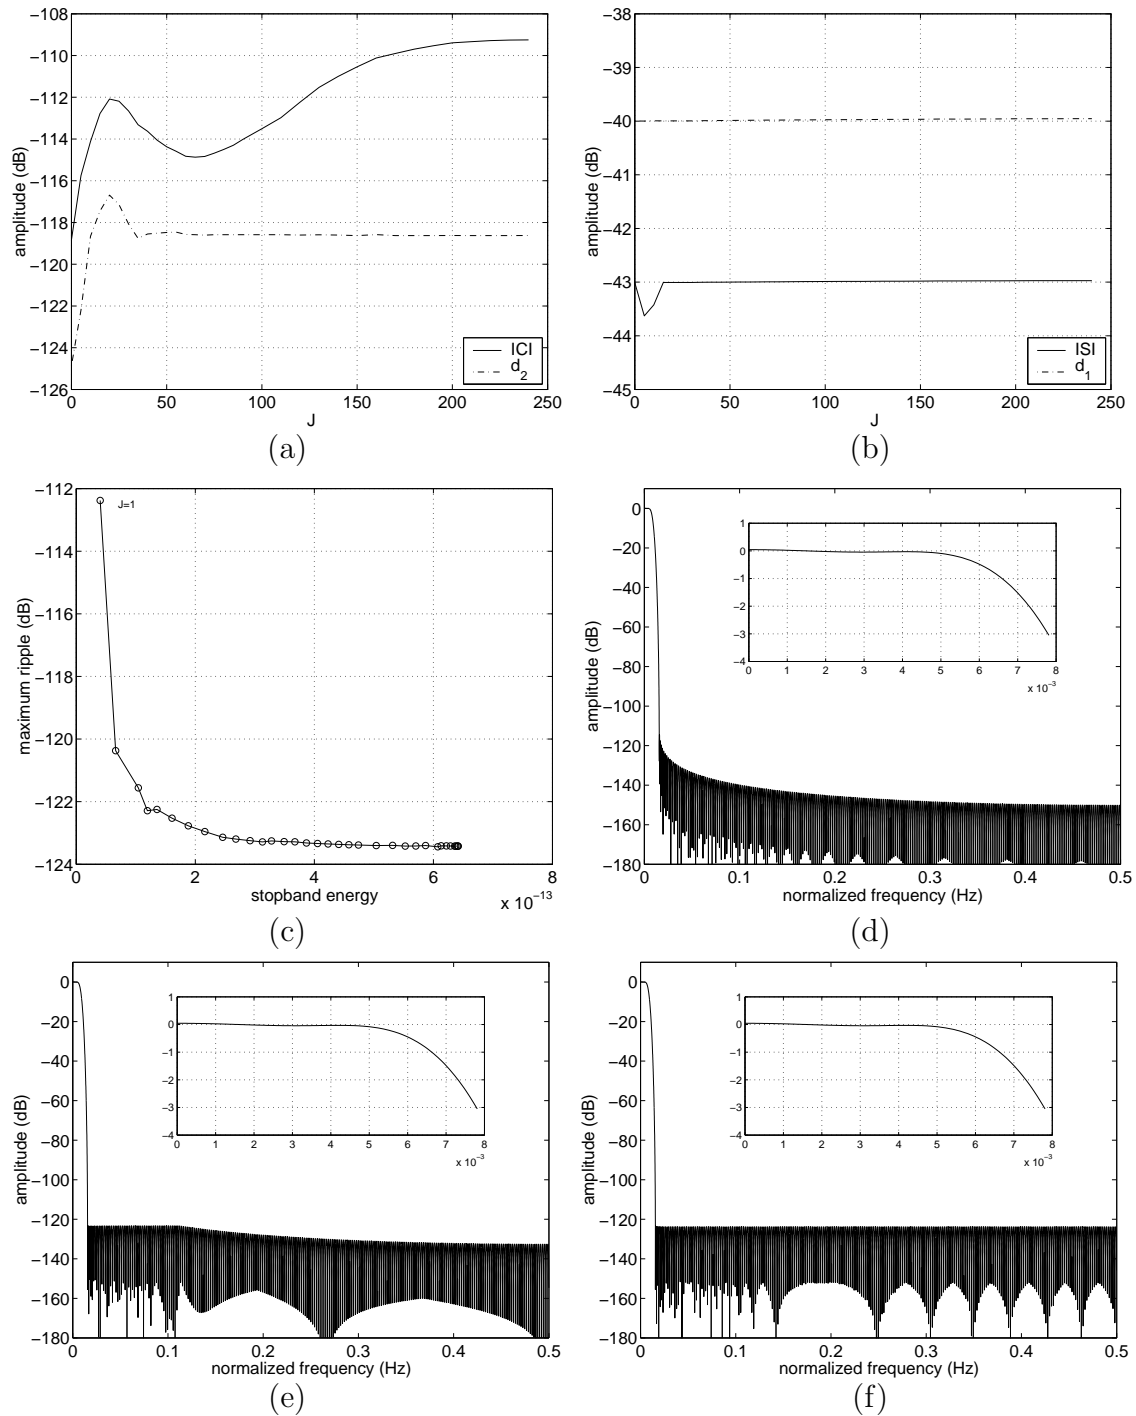 −108
−110
−112
−114
−116
−118
−120
−122
−124
−126
amplitude (dB)
0 50 100 150 200 250
J
ICI
d2
(a)
−38
−39
−40
−41
−42
−43
−44
−45
amplitude (dB)
0 50 100 150 200 250
J
ISI
d1
(b)
−112
−114
−116
−118
−120
−122
−124
maximum ripple (dB)
J=1
0 2 4 6 8
stopband energy
x 10−13
(c)
0
−20
−40
−60
−80
−100
−120
−140
−160
−180
amplitude (dB)
1
0
−1
−2
−3
−4
0 1 2 3 4 5 6 7 8
x 10−3
0 0.1 0.2 0.3 0.4 0.5
normalized frequency (Hz)
(d)
0
−20
−40
−60
−80
−100
−120
−140
−160
−180
amplitude (dB)
1
0
−1
−2
−3
−4
0 1 2 3 4 5 6 7 8
x 10−3
0 0.1 0.2 0.3 0.4 0.5
normalized frequency (Hz)
(e)
0
−20
−40
−60
−80
−100
−120
−140
−160
−180
amplitude (dB)
1
0
−1
−2
−3
−4
0 1 2 3 4 5 6 7 8
x 10−3
0 0.1 0.2 0.3 0.4 0.5
normalized frequency (Hz)
(f)